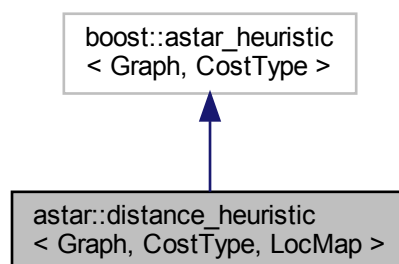 boost::astar_heuristic
< Graph, CostType >
astar::distance_heuristic
< Graph, CostType, LocMap >